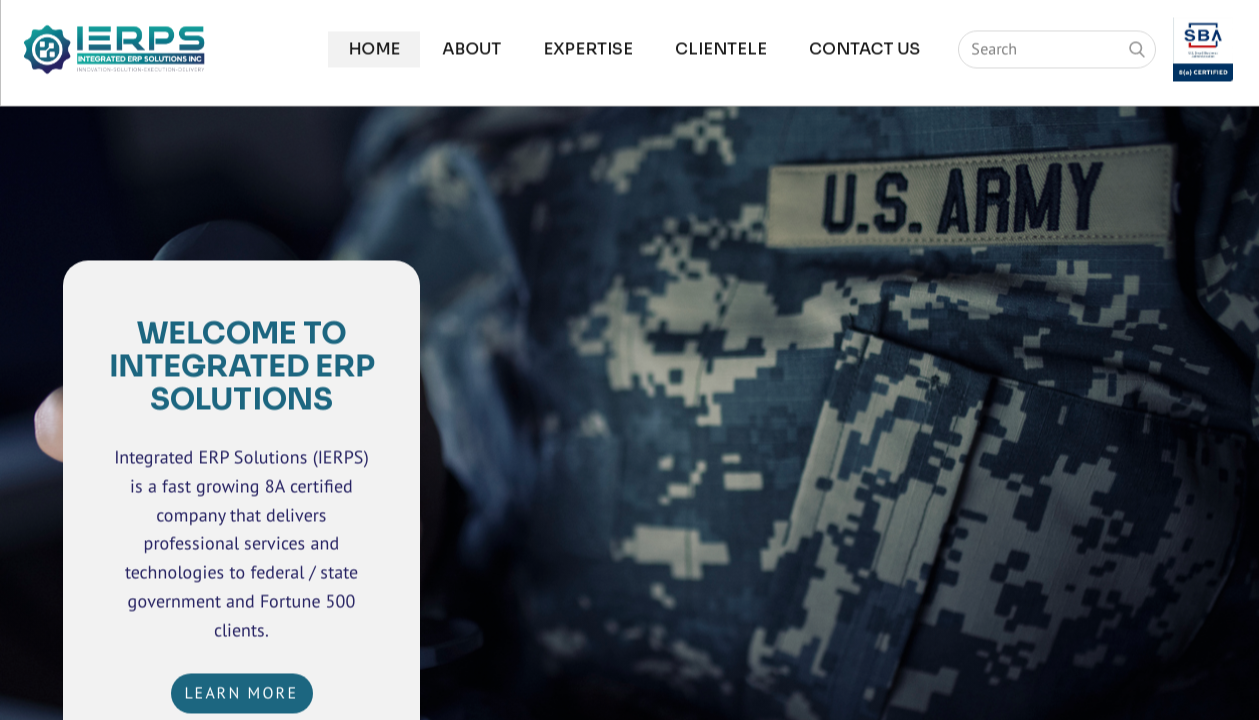 IERPS
INTEGRATED ERP SOLUTIONS INC
INNOVATION-SOLUTION-EXECUTION-DELIVERY
HOME
ABOUT
EXPERTISE
CLIENTELE
CONTACT US
Search
SBA
8(a) CERTIFIED
U.S. ARMY
WELCOME TO
INTEGRATED ERP
SOLUTIONS
Integrated ERP Solutions (IERPS)
is a fast growing 8A certified
company that delivers
professional services and
technologies to federal / state
government and Fortune 500
clients.
LEARN MORE